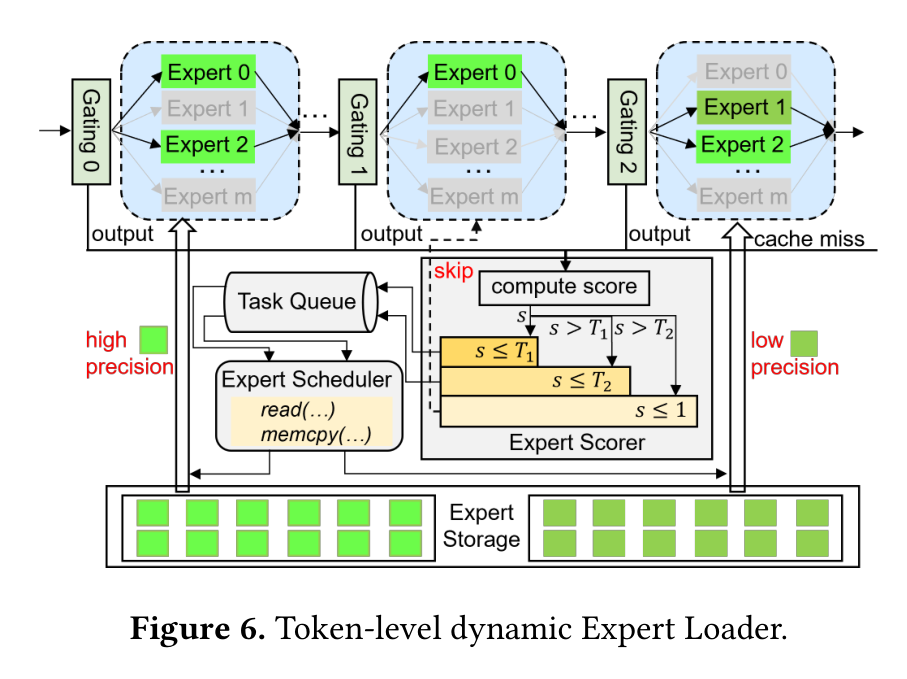 Gating 0
Expert 0
Expert 1
Expert 2
...
Expert m
...
Gating 1
Expert 0
Expert 1
Expert 2
...
Expert m
...
Gating 2
Expert 0
Expert 1
Expert 2
...
Expert m
output
output
output
cache miss
skip
compute score
s
s > T₁
s > T₂
s ≤ T₁
s ≤ T₂
s ≤ 1
Expert Scorer
Task Queue
high
precision
Expert Scheduler
read(...)
memcpy(...)
low
precision
Expert
Storage
Figure 6. Token-level dynamic Expert Loader.